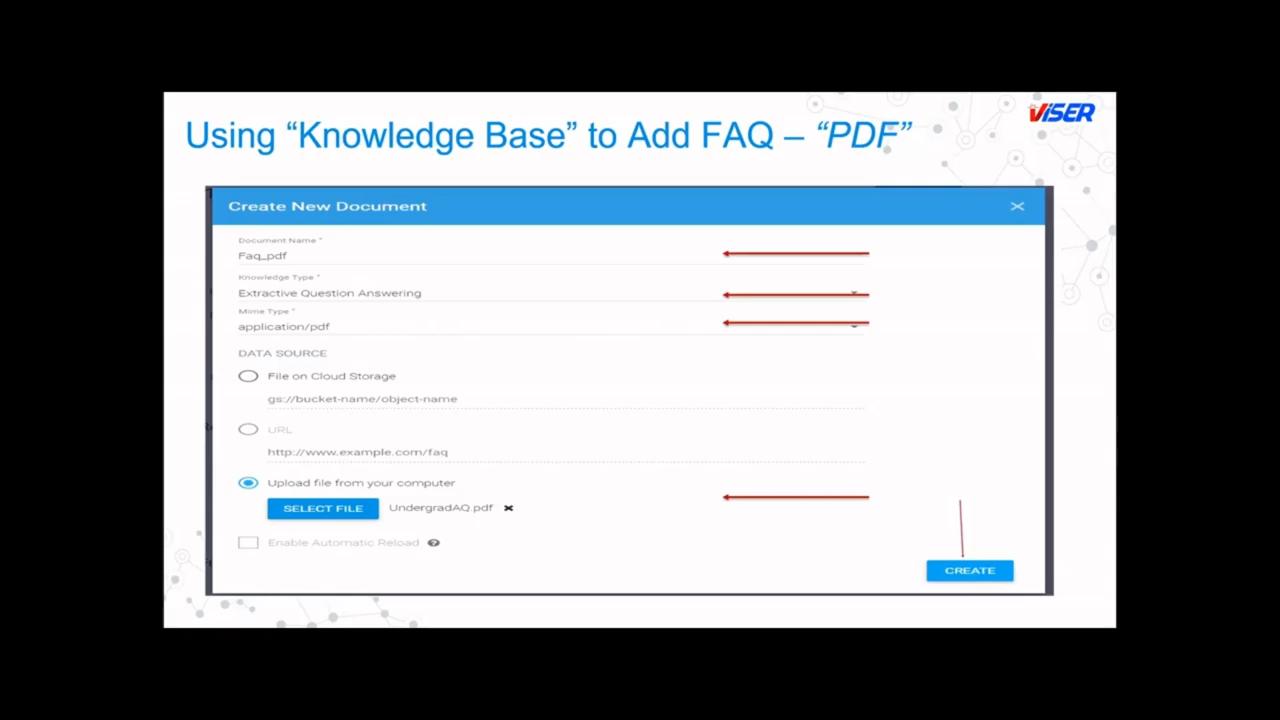 ViSER
Using “Knowledge Base” to Add FAQ – “PDF”
Create New Document
Document Name *
Faq_pdf
Knowledge Type *
Extractive Question Answering
Mime Type *
application/pdf
DATA SOURCE
File on Cloud Storage
gs://bucket-name/object-name
URL
http://www.example.com/faq
Upload file from your computer
SELECT FILE UndergradAQ.pdf
Enable Automatic Reload
CREATE